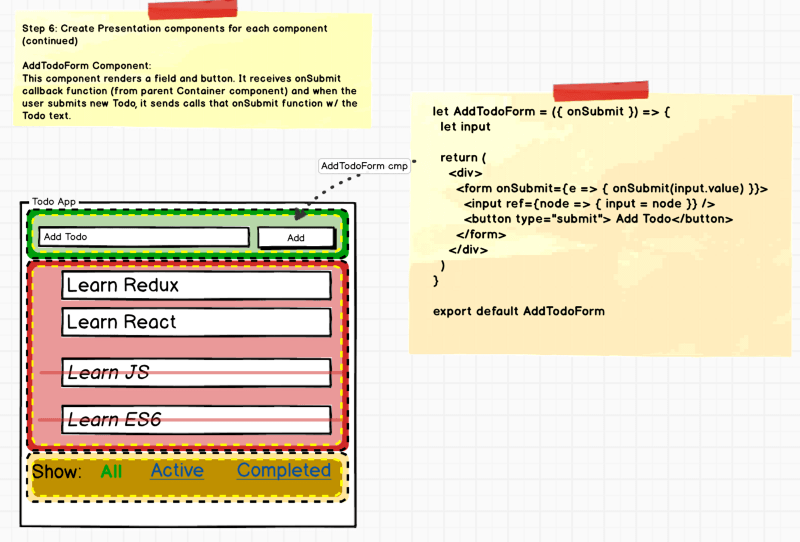 Step 6: Create Presentation components for each component
(continued)
AddTodoForm Component:
This component renders a field and button. It receives onSubmit
callback function (from parent Container component) and when the
user submits new Todo, it sends calls that onSubmit function w/ the
Todo text.
let AddTodoForm = ({ onSubmit }) => {
let input
return (
<div>
<form onSubmit={e => { onSubmit(input.value) }}>
<input ref={node => { input = node }} />
<button type="submit"> Add Todo</button>
</form>
</div>
)
}
export default AddTodoForm
AddTodoForm cmp
Todo App
Add Todo
Add
Learn Redux
Learn React
Learn JS
Learn ES6
Show: All Active Completed